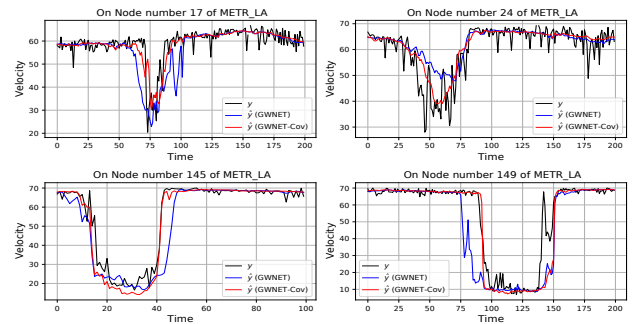 On Node number 17 of METR_LA
Velocity
60
50
40
30
20
y
ŷ (GWNET)
ŷ (GWNET-Cov)
0 25 50 75 100 125 150 175 200
Time
On Node number 24 of METR_LA
Velocity
70
60
50
40
30
y
ŷ (GWNET)
ŷ (GWNET-Cov)
0 25 50 75 100 125 150 175 200
Time
On Node number 145 of METR_LA
Velocity
70
60
50
40
30
20
y
ŷ (GWNET)
ŷ (GWNET-Cov)
0 20 40 60 80 100
Time
On Node number 149 of METR_LA
Velocity
70
60
50
40
30
20
10
y
ŷ (GWNET)
ŷ (GWNET-Cov)
0 25 50 75 100 125 150 175 200
Time